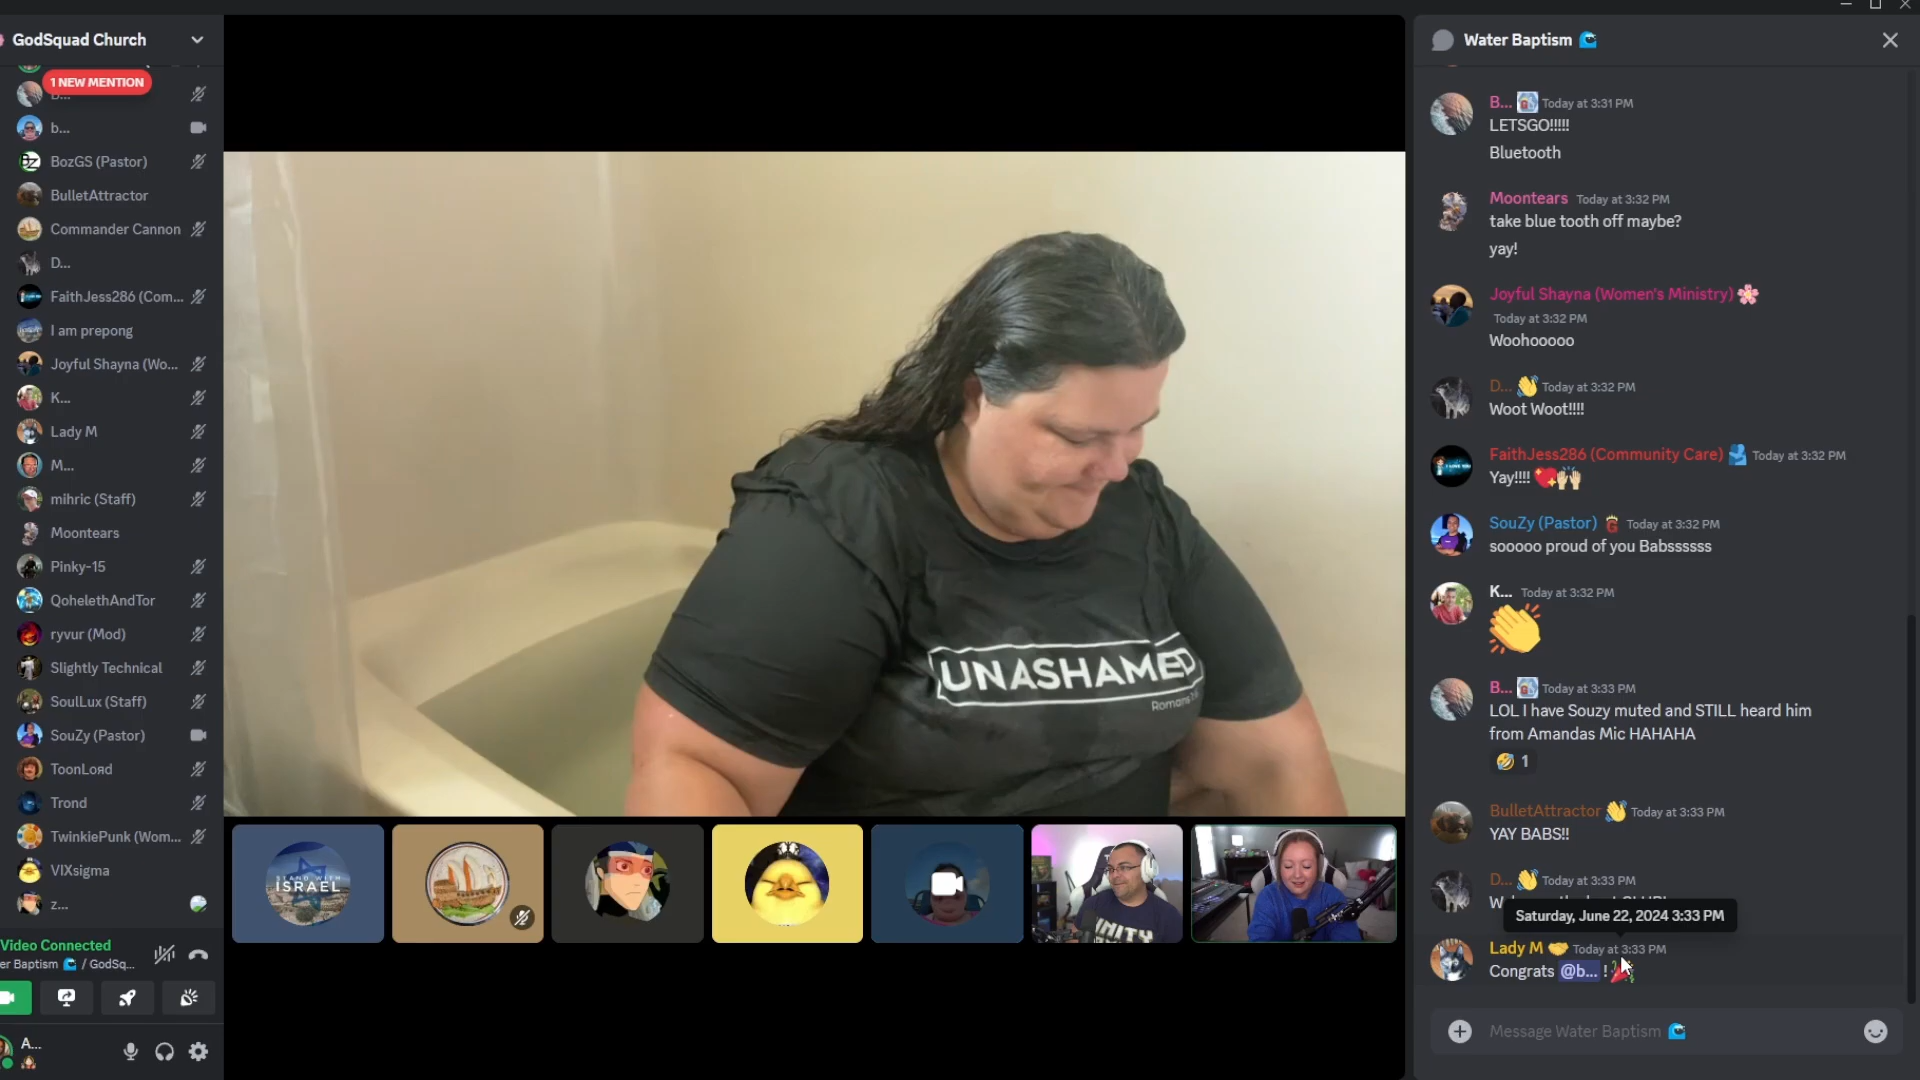 GodSquad Church
1 NEW MENTION
b...
BozGS (Pastor)
BulletAttractor
Commander Cannon
D...
FaithJess286 (Com...
I am prepong
Joyful Shayna (Wo...
K...
Lady M
M...
mihric (Staff)
Moontears
Pinky-15
QohelethAndTor
ryvur (Mod)
Slightly Technical
SoulLux (Staff)
SouZy (Pastor)
ToonLoяd
Trond
TwinkiePunk (Wom...
VIXsigma
z...
Video Connected
er Baptism 🌊 / GodSq...
A...
UNASHAMED
Romans
STAND WITH
ISRAEL
Water Baptism 🌊
B... Today at 3:31 PM
LETSGO!!!!!
Bluetooth
Moontears Today at 3:32 PM
take blue tooth off maybe?
yay!
Joyful Shayna (Women's Ministry) 🌸
Today at 3:32 PM
Woohooooo
D... 👋 Today at 3:32 PM
Woot Woot!!!!
FaithJess286 (Community Care) 🫂 Today at 3:32 PM
Yay!!!! 💖🙌🏻
SouZy (Pastor) Today at 3:32 PM
sooooo proud of you Babssssss
K... Today at 3:32 PM
👏
B... Today at 3:33 PM
LOL I have Souzy muted and STILL heard him
from Amandas Mic HAHAHA
🤣 1
BulletAttractor 👋 Today at 3:33 PM
YAY BABS!!
D... 👋 Today at 3:33 PM
Saturday, June 22, 2024 3:33 PM
Lady M 🤝 Today at 3:33 PM
Congrats @b... ! 🎉
Message Water Baptism 🌊